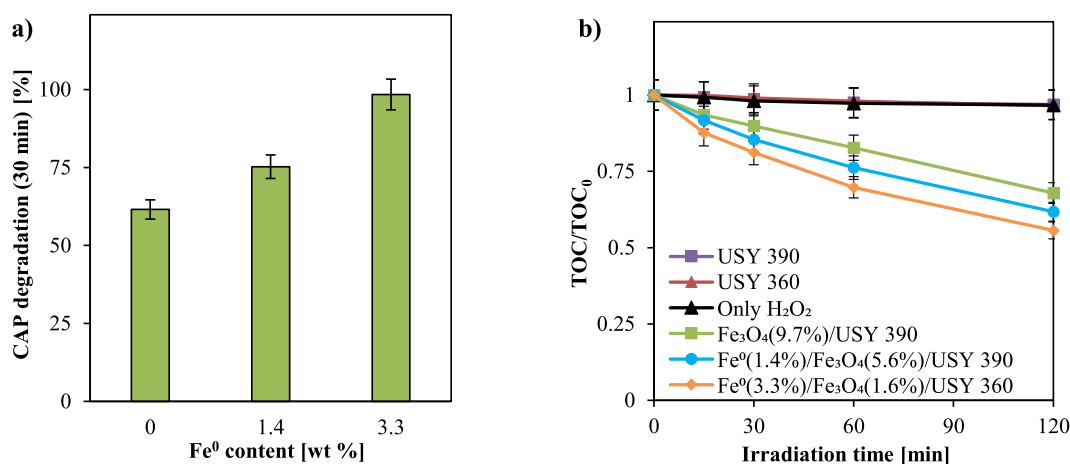 a)
CAP degradation (30 min) [%]
100
75
50
25
0
0 1.4 3.3
Fe⁰ content [wt %]
b)
TOC/TOC₀
1
0.75
0.5
0.25
0
USY 390
USY 360
Only H₂O₂
Fe₃O₄(9.7%)/USY 390
Fe⁰(1.4%)/Fe₃O₄(5.6%)/USY 390
Fe⁰(3.3%)/Fe₃O₄(1.6%)/USY 360
0 30 60 90 120
Irradiation time [min]